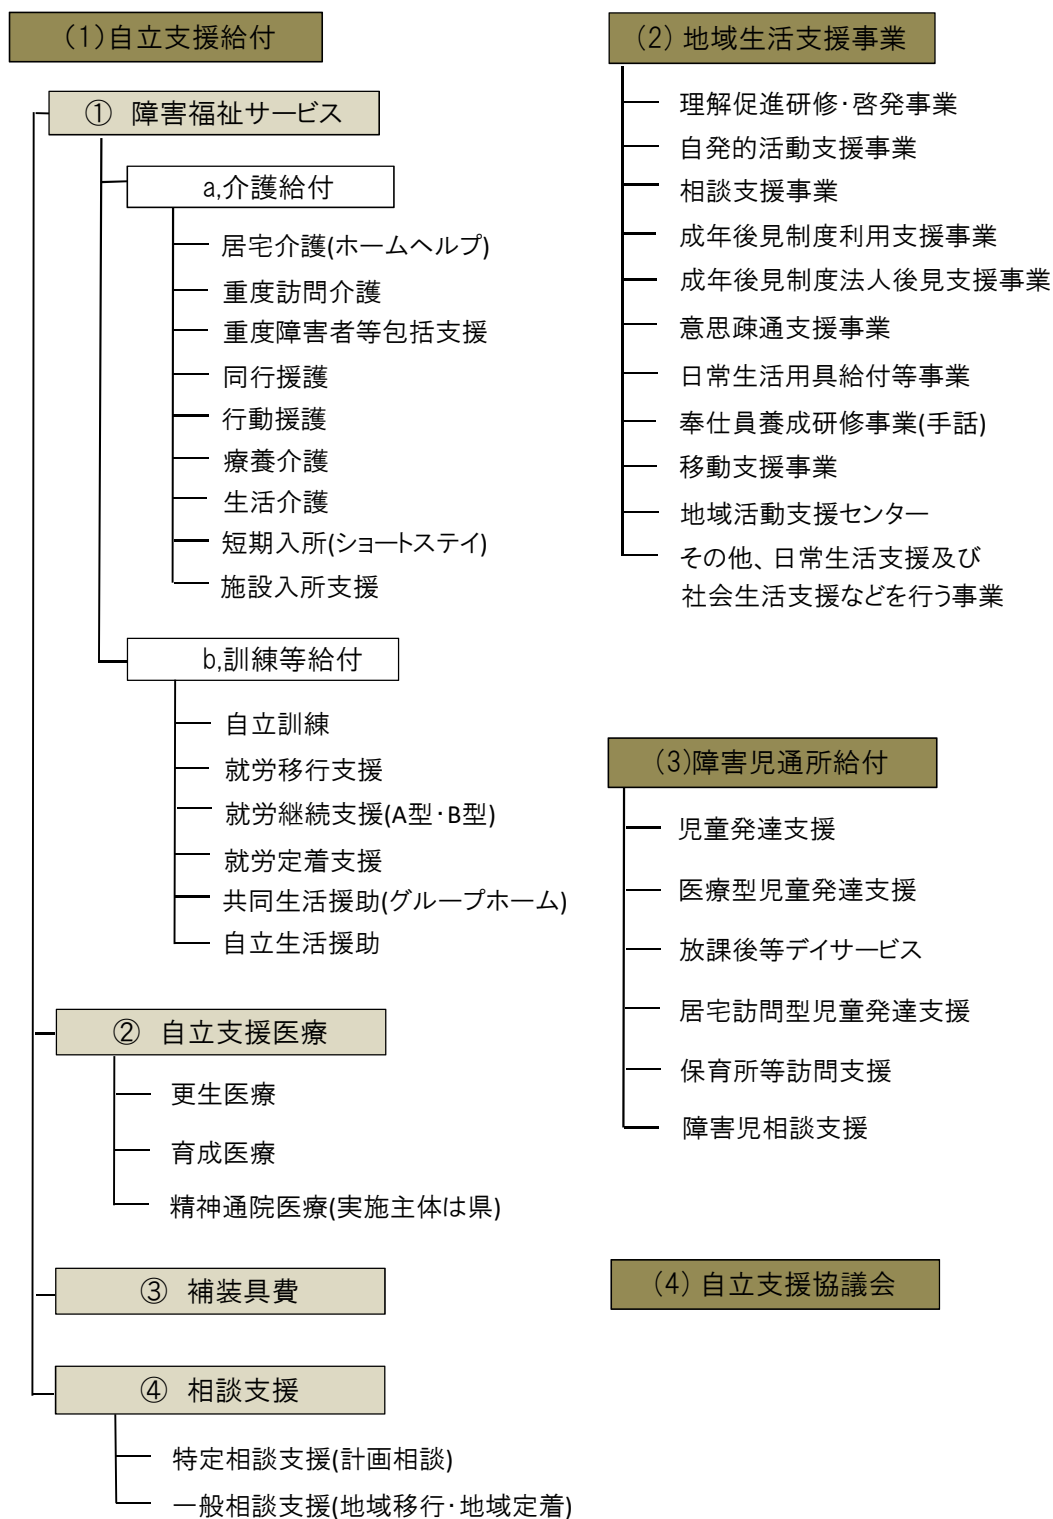 (1)自立支援給付
① 障害福祉サービス
a,介護給付
居宅介護(ホームヘルプ)
重度訪問介護
重度障害者等包括支援
同行援護
行動援護
療養介護
生活介護
短期入所(ショートステイ)
施設入所支援
b,訓練等給付
自立訓練
就労移行支援
就労継続支援(A型・B型)
就労定着支援
共同生活援助(グループホーム)
自立生活援助
② 自立支援医療
更生医療
育成医療
精神通院医療(実施主体は県)
③ 補装具費
④ 相談支援
特定相談支援(計画相談)
一般相談支援(地域移行・地域定着)
(2) 地域生活支援事業
理解促進研修・啓発事業
自発的活動支援事業
相談支援事業
成年後見制度利用支援事業
成年後見制度法人後見支援事業
意思疎通支援事業
日常生活用具給付等事業
奉仕員養成研修事業(手話)
移動支援事業
地域活動支援センター
その他、日常生活支援及び
社会生活支援などを行う事業
(3)障害児通所給付
児童発達支援
医療型児童発達支援
放課後等デイサービス
居宅訪問型児童発達支援
保育所等訪問支援
障害児相談支援
(4) 自立支援協議会